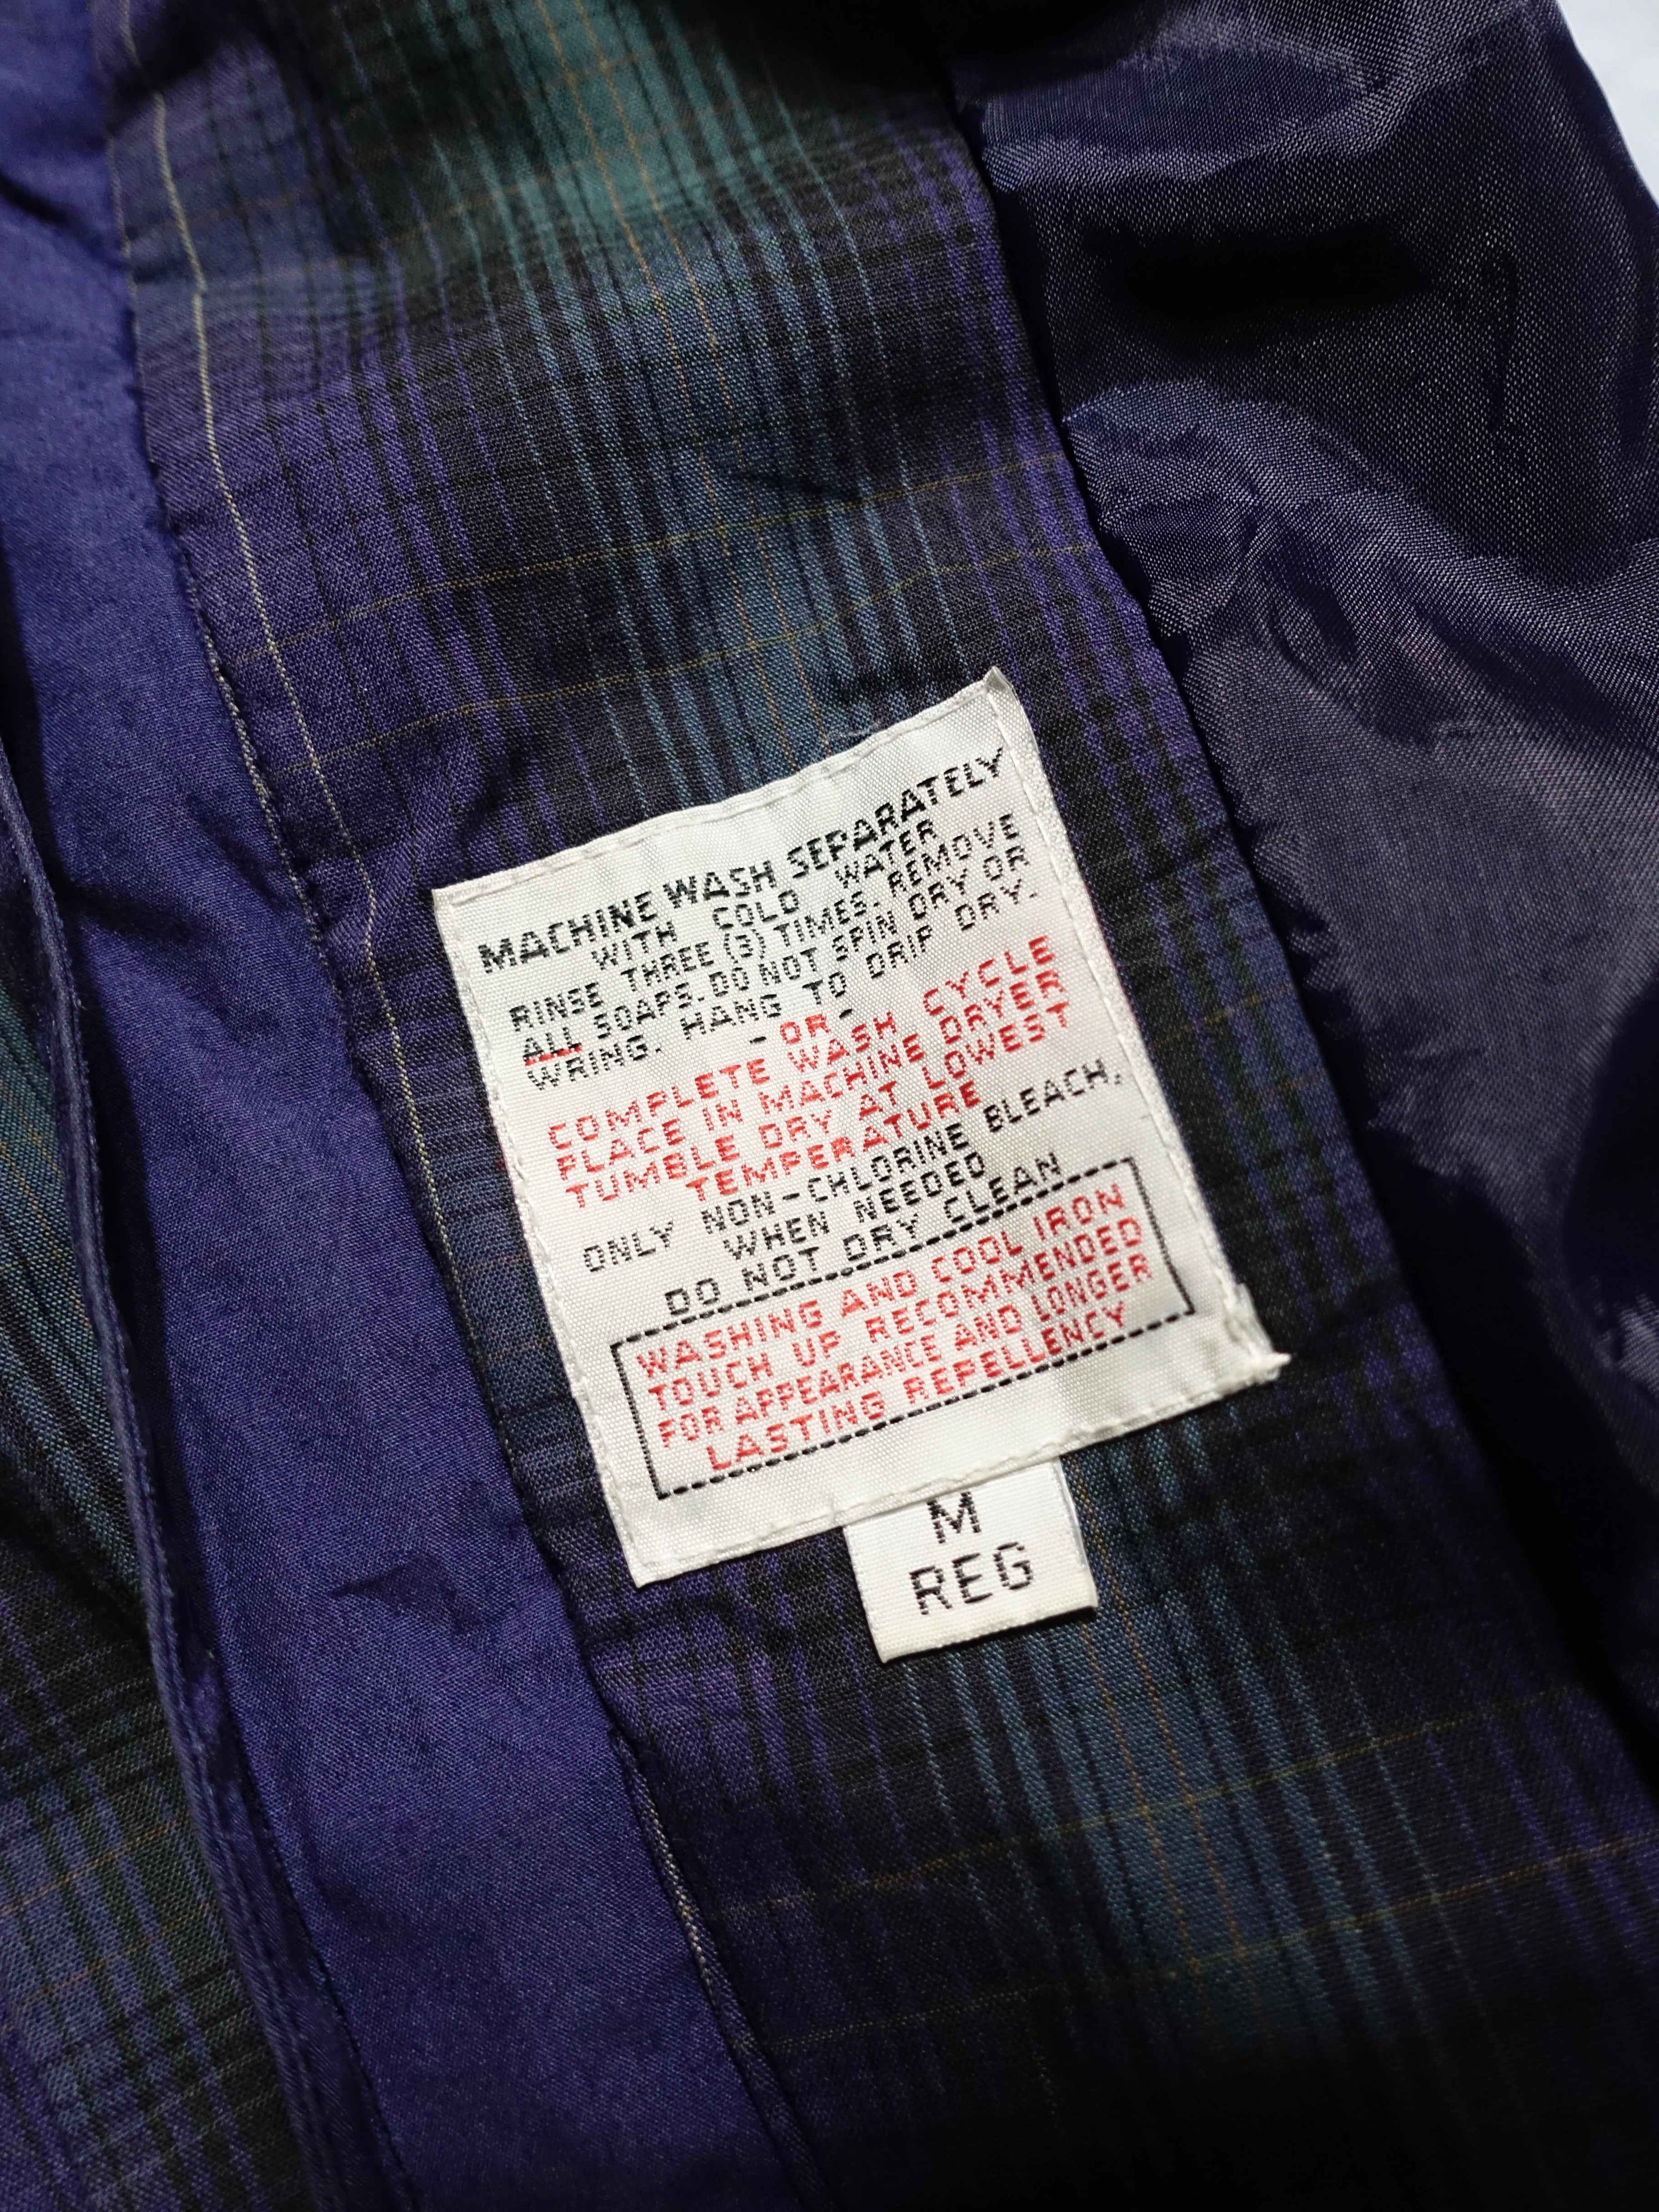 MACHINE WASH SEPARATELY
WITH COLD WATER
RINSE THREE (3) TIMES. REMOVE
ALL SOAPS. DO NOT SPIN DRY OR
WRING. HANG TO DRIP DRY.
- OR -
COMPLETE WASH CYCLE
PLACE IN MACHINE DRYER
TUMBLE DRY AT LOWEST
TEMPERATURE
ONLY NON-CHLORINE BLEACH,
WHEN NEEDED
DO NOT DRY CLEAN
WASHING AND COOL IRON
TOUCH UP RECOMMENDED
FOR APPEARANCE AND LONGER
LASTING REPELLENCY
M
REG